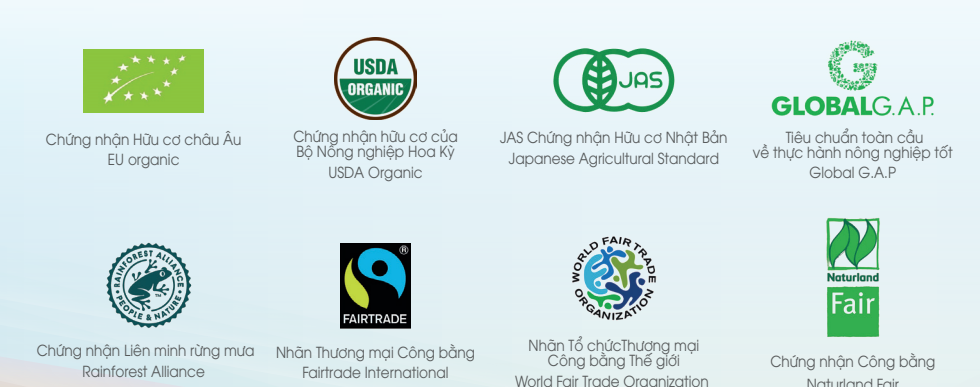 USDA
ORGANIC
JAS
GLOBALG.A.P.
Chứng nhận Hữu cơ châu Âu
EU organic
Chứng nhận hữu cơ của
Bộ Nông nghiệp Hoa Kỳ
USDA Organic
JAS Chứng nhận Hữu cơ Nhật Bản
Japanese Agricultural Standard
Tiêu chuẩn toàn cầu
về thực hành nông nghiệp tốt
Global G.A.P
RAINFOREST ALLIANCE
PEOPLE & NATURE
TM
®
FAIRTRADE
WORLD FAIR TRADE
ORGANIZATION
Naturland
Fair
Chứng nhận Liên minh rừng mưa
Rainforest Alliance
Nhãn Thương mại Công bằng
Fairtrade International
Nhãn Tổ chứcThương mại
Công bằng Thế giới
World Fair Trade Organization
Chứng nhận Công bằng
Naturland Fair